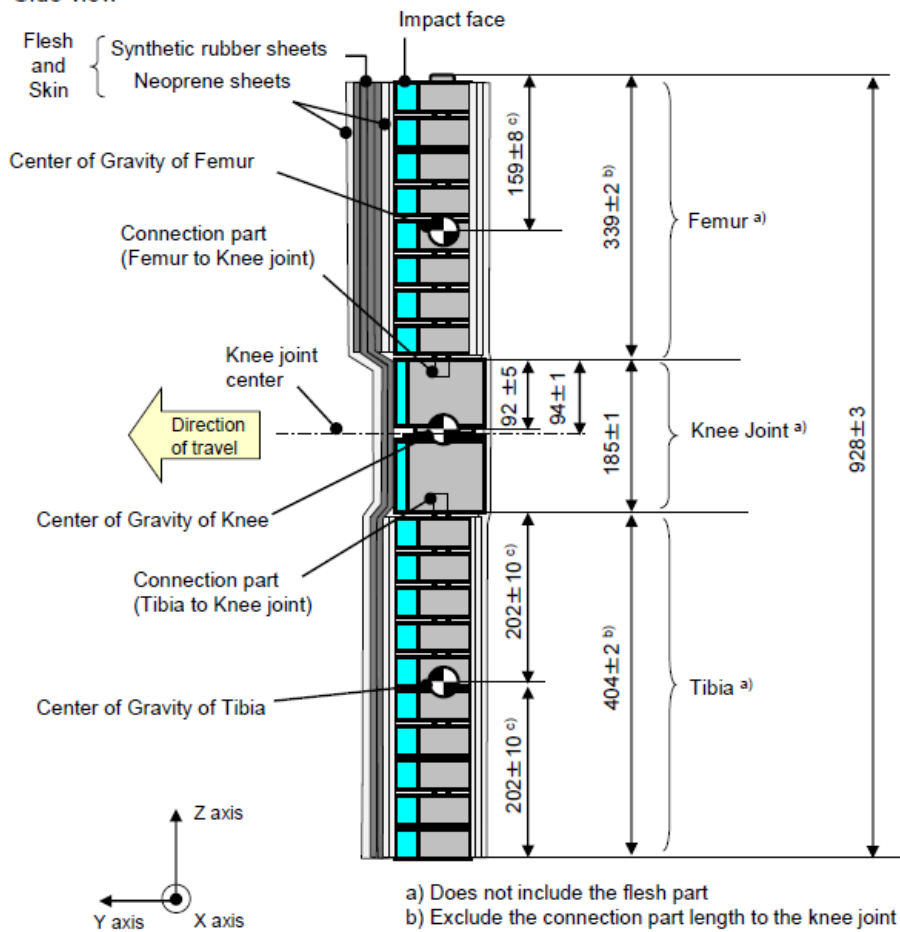 Impact face
Flesh
and
Skin
Synthetic rubber sheets
Neoprene sheets
Center of Gravity of Femur
Connection part
(Femur to Knee joint)
Knee joint
center
Direction
of travel
Center of Gravity of Knee
Connection part
(Tibia to Knee joint)
Center of Gravity of Tibia
159±8 c)
339±2 b)
Femur a)
92 ±5
94±1
185±1
Knee Joint a)
928±3
202±10 c)
404±2 b)
Tibia a)
202±10 c)
Z axis
Y axis
X axis
a) Does not include the flesh part
b) Exclude the connection part length to the knee joint